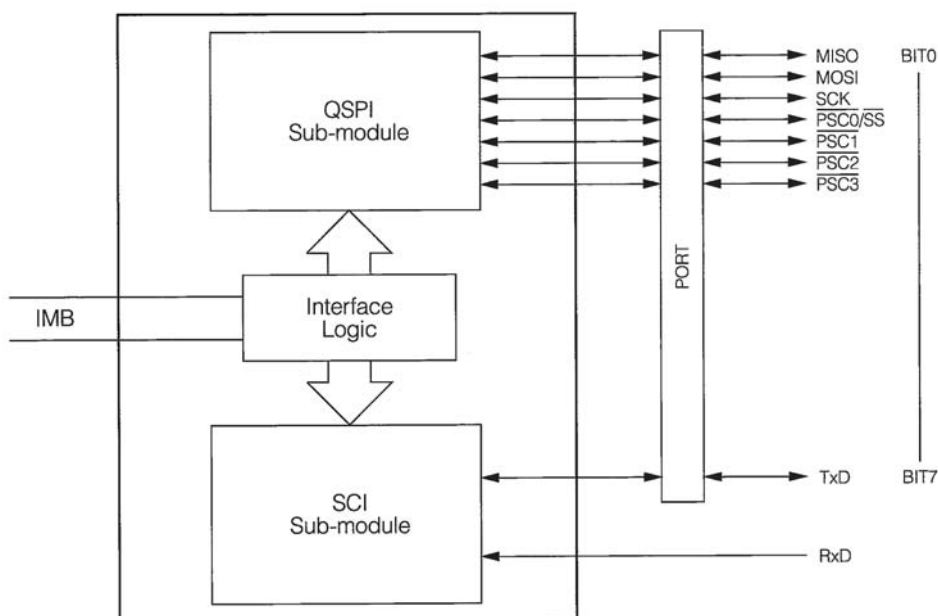 QSPI
Sub-module
MISO BIT0
MOSI
SCK
PSC0/SS
PSC1
PSC2
PSC3
PORT
IMB
Interface
Logic
SCI
Sub-module
TxD BIT7
RxD